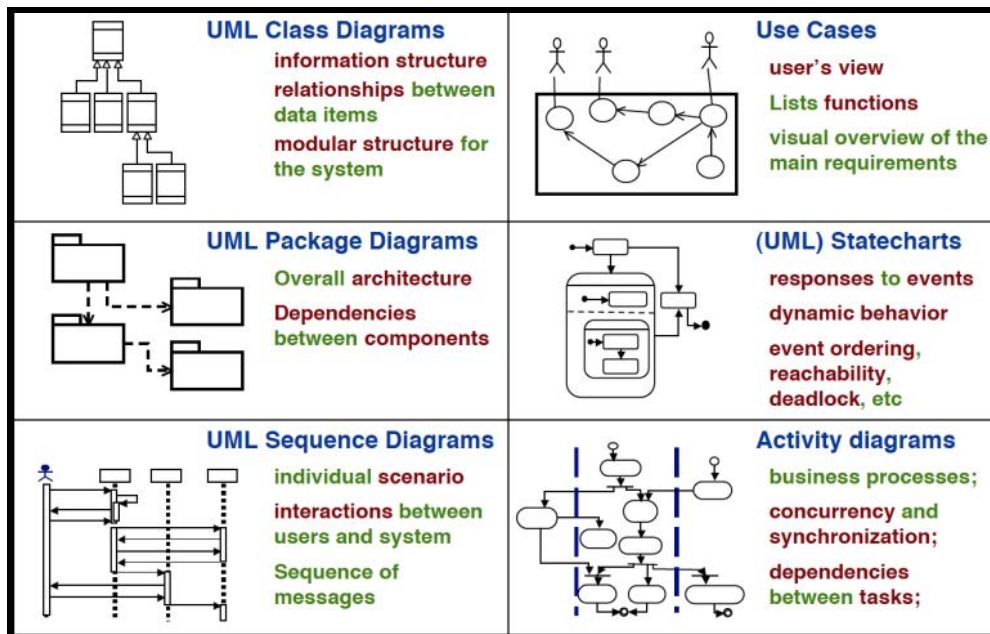 UML Class Diagrams
information structure
relationships between
data items
modular structure for
the system
Use Cases
user's view
Lists functions
visual overview of the
main requirements
UML Package Diagrams
Overall architecture
Dependencies
between components
(UML) Statecharts
responses to events
dynamic behavior
event ordering,
reachability,
deadlock, etc
UML Sequence Diagrams
individual scenario
interactions between
users and system
Sequence of
messages
Activity diagrams
business processes;
concurrency and
synchronization;
dependencies
between tasks;